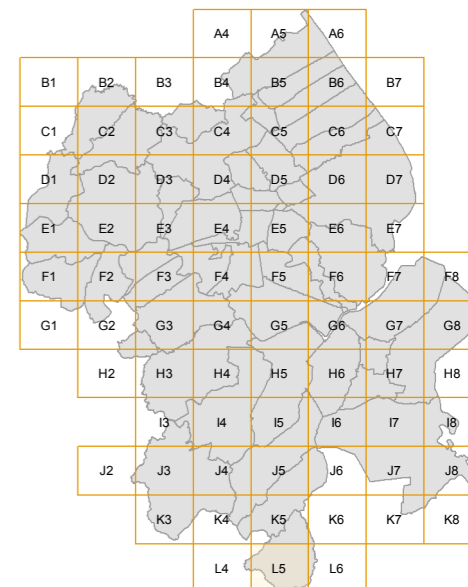 A4 A5 A6
B1 B2 B3 B4 B5 B6 B7
C1 C2 C3 C4 C5 C6 C7
D1 D2 D3 D4 D5 D6 D7
E1 E2 E3 E4 E5 E6 E7
F1 F2 F3 F4 F5 F6 F7 F8
G1 G2 G3 G4 G5 G6 G7 G8
H2 H3 H4 H5 H6 H7 H8
I3 I4 I5 I6 I7 I8
J2 J3 J4 J5 J6 J7 J8
K3 K4 K5 K6 K7 K8
L4 L5 L6